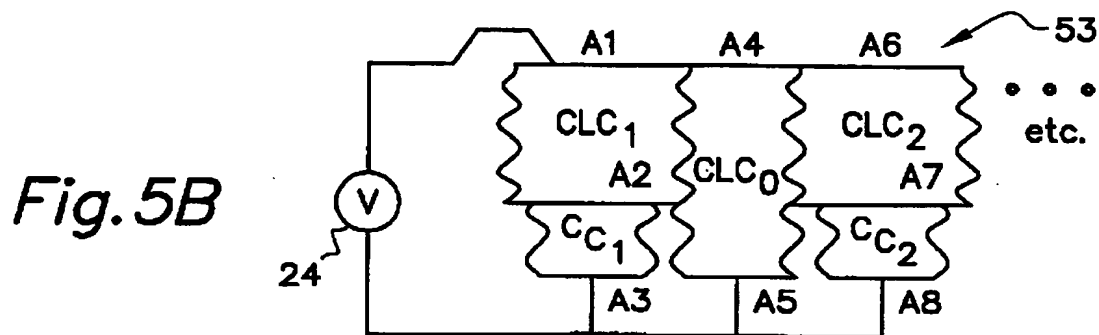 A1 A4 A6 53
CLC1 CLC0 CLC2 etc.
A2 A7
Fig. 5B
V
24
CC1 CC2
A3 A5 A8